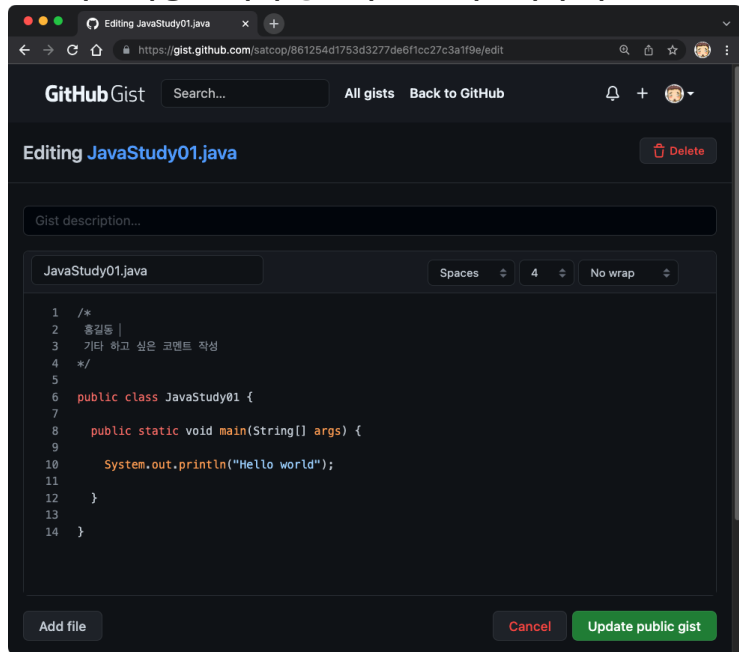 Editing JavaStudy01.java
https://gist.github.com/satcop/861254d1753d3277de6f1cc27c3a1f9e/edit
GitHub Gist Search... All gists Back to GitHub
Editing JavaStudy01.java Delete
Gist description...
JavaStudy01.java Spaces 4 No wrap
1 /*
2 홍길동
3 기타 하고 싶은 코멘트 작성
4 */
5
6 public class JavaStudy01 {
7
8 public static void main(String[] args) {
9
10 System.out.println("Hello world");
11
12 }
13
14 }
Add file Cancel Update public gist